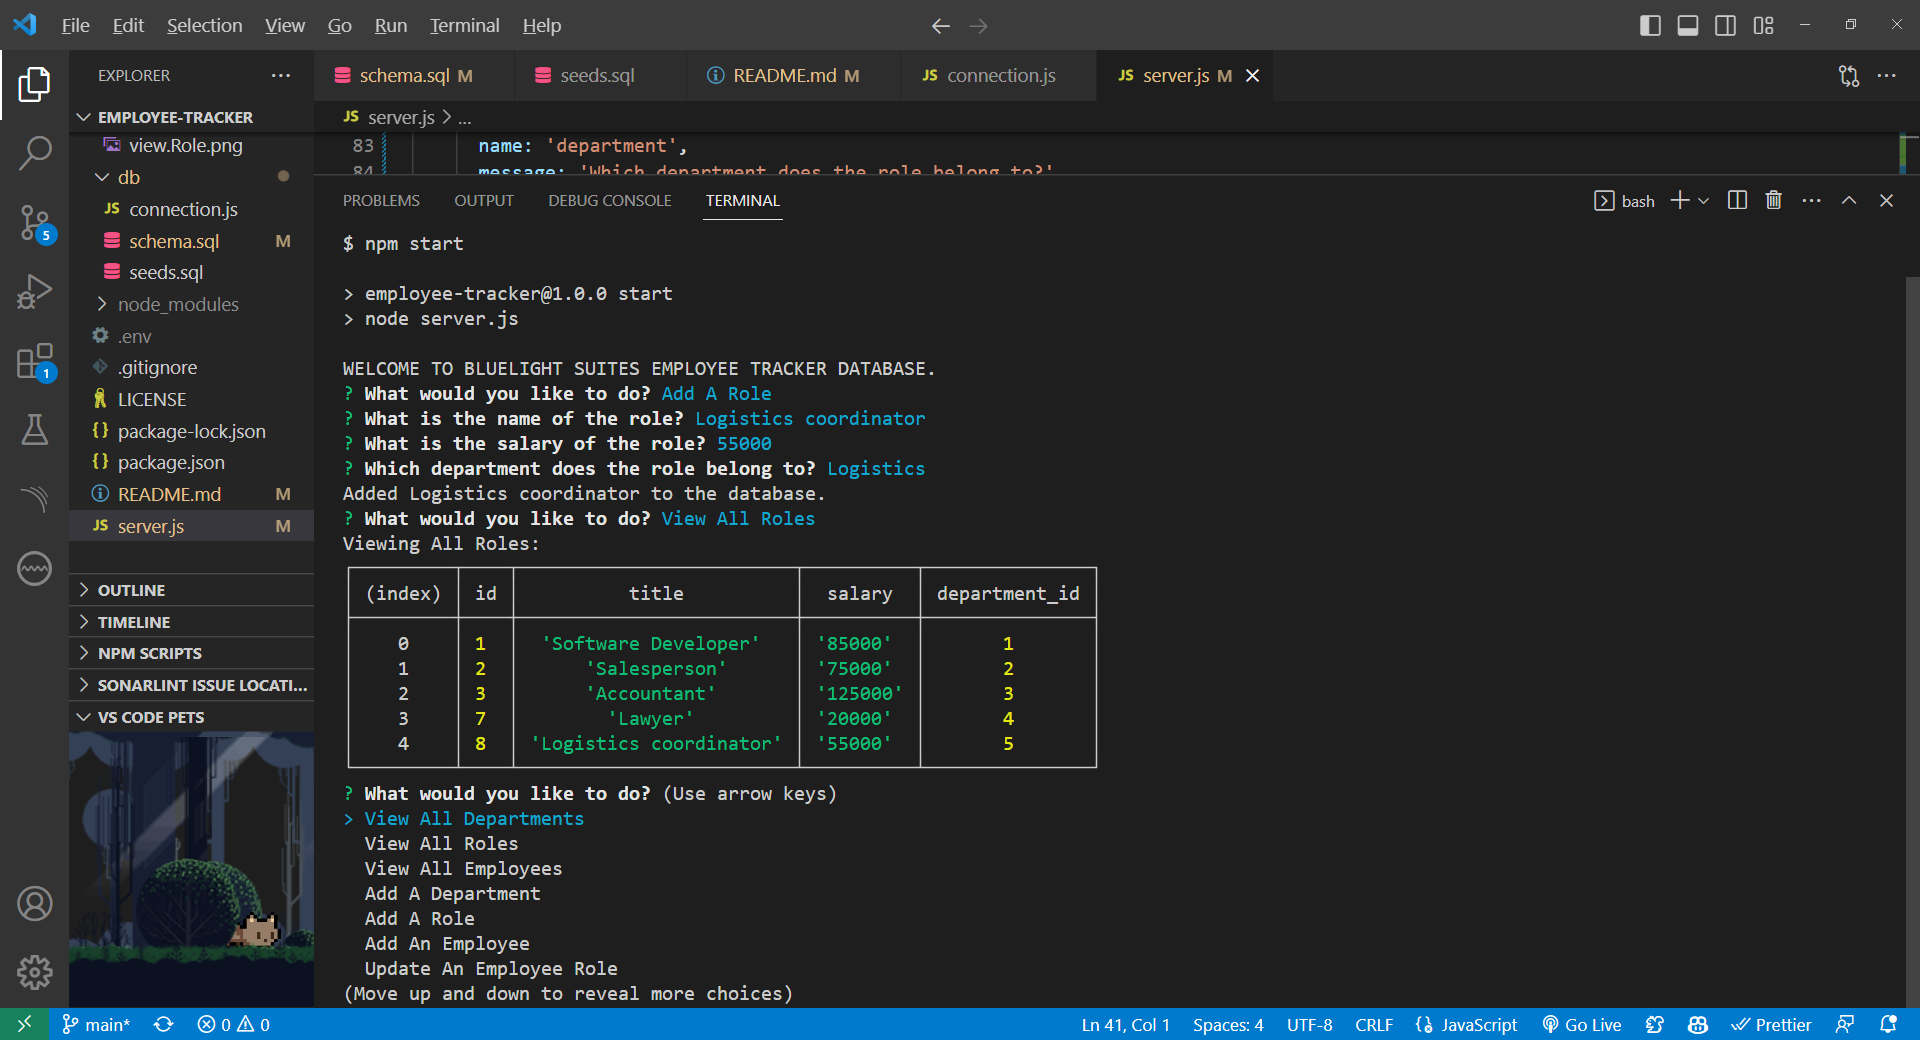 File Edit Selection View Go Run Terminal Help
EXPLORER
schema.sql M
seeds.sql
README.md M
JS connection.js
JS server.js M
EMPLOYEE-TRACKER
view.Role.png
db
JS connection.js
schema.sql M
seeds.sql
node_modules
.env
.gitignore
LICENSE
{} package-lock.json
{} package.json
README.md M
JS server.js M
OUTLINE
TIMELINE
NPM SCRIPTS
SONARLINT ISSUE LOCATI...
VS CODE PETS
5
1
JS server.js > ...
83 name: 'department',
84 message: 'Which department does the role belong to?'
PROBLEMS OUTPUT DEBUG CONSOLE TERMINAL
bash
$ npm start
> employee-tracker@1.0.0 start
> node server.js
WELCOME TO BLUELIGHT SUITES EMPLOYEE TRACKER DATABASE.
? What would you like to do? Add A Role
? What is the name of the role? Logistics coordinator
? What is the salary of the role? 55000
? Which department does the role belong to? Logistics
Added Logistics coordinator to the database.
? What would you like to do? View All Roles
Viewing All Roles:
(index) id title salary department_id
0 1 'Software Developer' '85000' 1
1 2 'Salesperson' '75000' 2
2 3 'Accountant' '125000' 3
3 7 'Lawyer' '20000' 4
4 8 'Logistics coordinator' '55000' 5
? What would you like to do? (Use arrow keys)
> View All Departments
View All Roles
View All Employees
Add A Department
Add A Role
Add An Employee
Update An Employee Role
(Move up and down to reveal more choices)
main* 0 0 Ln 41, Col 1 Spaces: 4 UTF-8 CRLF {} JavaScript Go Live Prettier